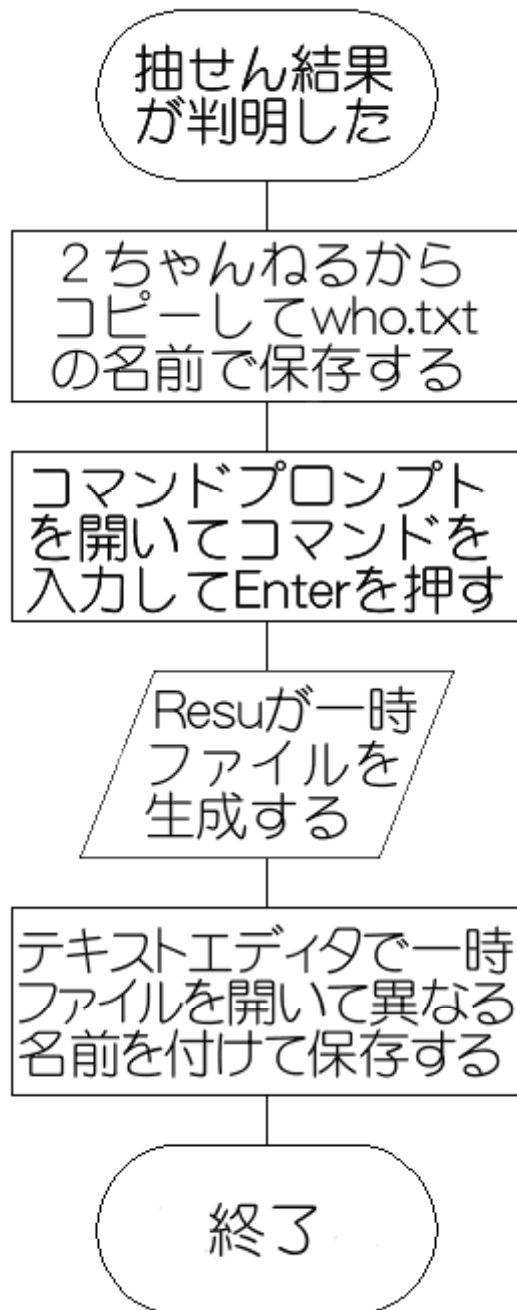 抽せん結果
が判明した
２ちゃんねるから
コピーしてwho.txt
の名前で保存する
コマンドプロンプト
を開いてコマンドを
入力してEnterを押す
Resuが一時
ファイルを
生成する
テキストエディタで一時
ファイルを開いて異なる
名前を付けて保存する
終了